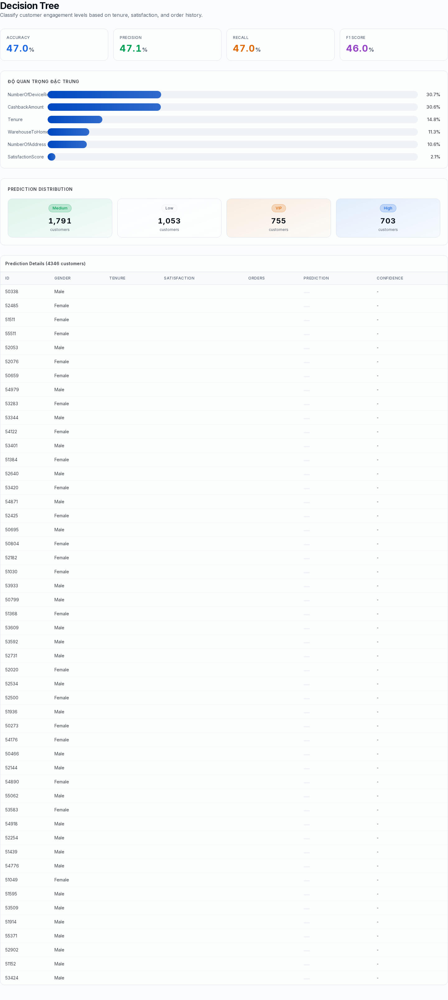 Decision Tree
Classify customer engagement levels based on tenure, satisfaction, and order history.
ACCURACY PRECISION RECALL F1 SCORE
47.0% 47.1% 47.0% 46.0%
ĐỘ QUAN TRỌNG ĐẶC TRƯNG
NumberOfDeviceRe 30.7%
CashbackAmount 30.6%
Tenure 14.8%
WarehouseToHome 11.3%
NumberOfAddress 10.6%
SatisfactionScore 2.1%
PREDICTION DISTRIBUTION
Medium Low VIP High
1,791 1,053 755 703
customers customers customers customers
Prediction Details (4346 customers)
ID GENDER TENURE SATISFACTION ORDERS PREDICTION CONFIDENCE
50338 Male -
52485 Female -
51511 Female -
55511 Female -
52053 Male -
52076 Female -
50659 Female -
54979 Male -
53283 Female -
53344 Male -
54122 Female -
53401 Male -
51384 Female -
52640 Male -
53420 Female -
54871 Male -
52425 Female -
50695 Male -
50804 Female -
52182 Female -
51030 Female -
53933 Male -
50799 Male -
51368 Female -
53609 Male -
53592 Male -
52731 Male -
52020 Female -
52534 Male -
52500 Female -
51936 Male -
50273 Female -
54176 Female -
50466 Male -
52144 Male -
54890 Female -
55062 Male -
53583 Female -
54918 Male -
52254 Male -
51439 Male -
54776 Male -
51049 Female -
51595 Male -
53509 Male -
51914 Male -
55371 Male -
52902 Male -
51152 Male -
53424 Male -